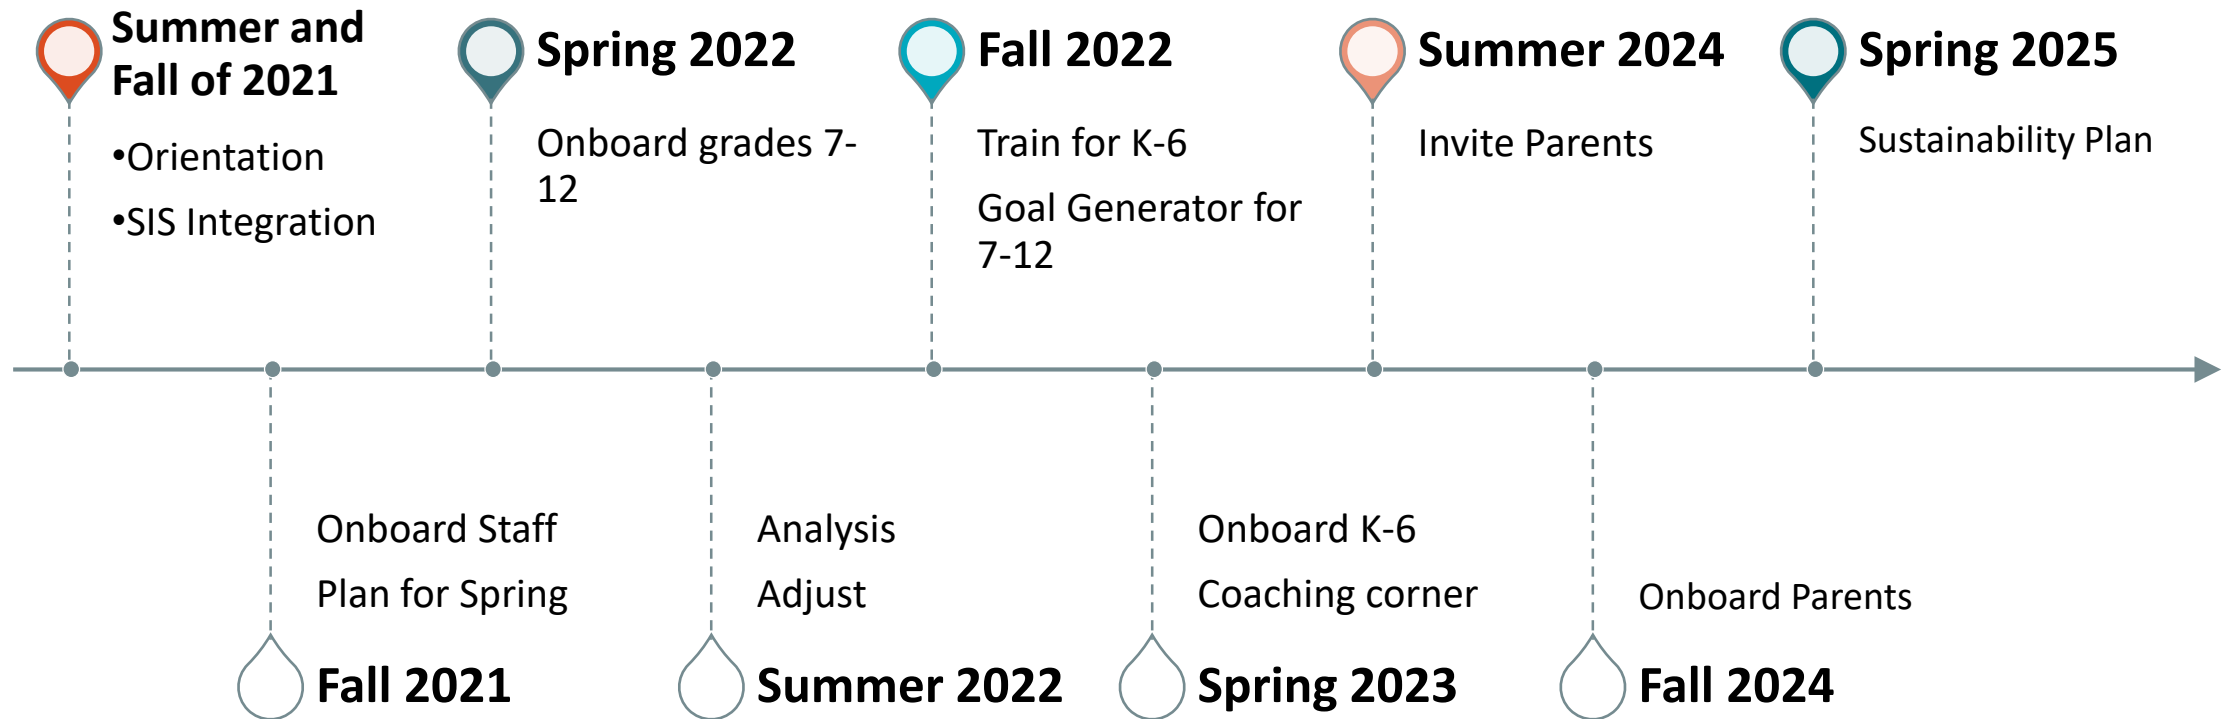 Summer and
Fall of 2021
•Orientation
•SIS Integration
Spring 2022
Onboard grades 7-
12
Fall 2022
Train for K-6
Goal Generator for
7-12
Summer 2024
Invite Parents
Spring 2025
Sustainability Plan
Onboard Staff
Plan for Spring
Fall 2021
Analysis
Adjust
Summer 2022
Onboard K-6
Coaching corner
Spring 2023
Onboard Parents
Fall 2024